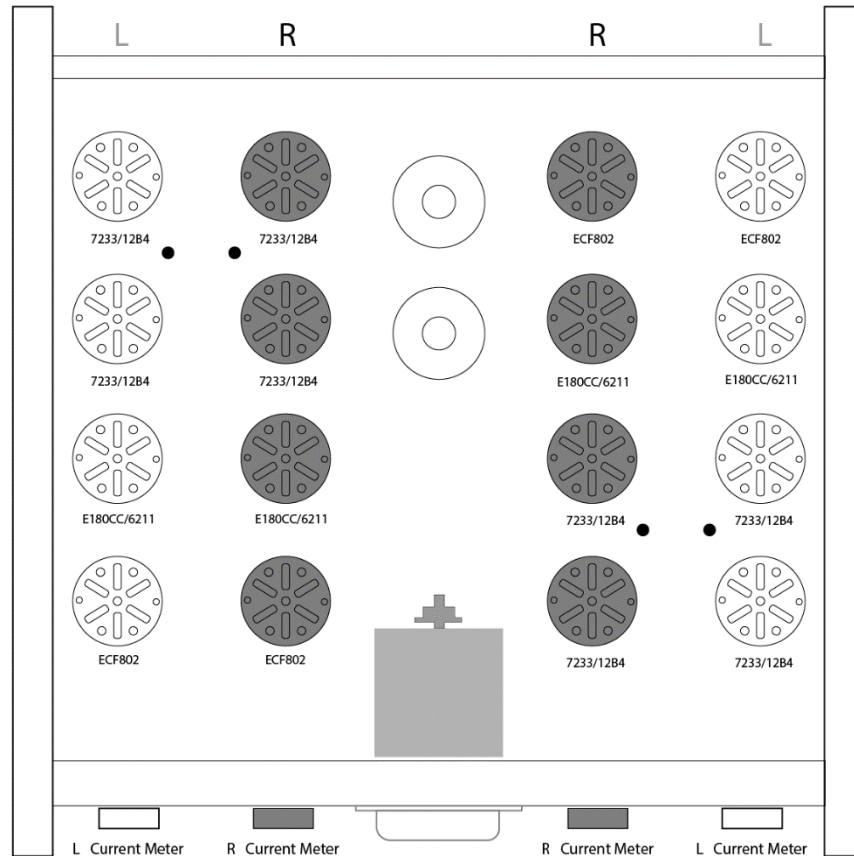 L R R L
7233/12B4 7233/12B4 ECF802 ECF802
7233/12B4 7233/12B4 E180CC/6211 E180CC/6211
E180CC/6211 E180CC/6211 7233/12B4 7233/12B4
ECF802 ECF802 7233/12B4 7233/12B4
L Current Meter R Current Meter R Current Meter L Current Meter